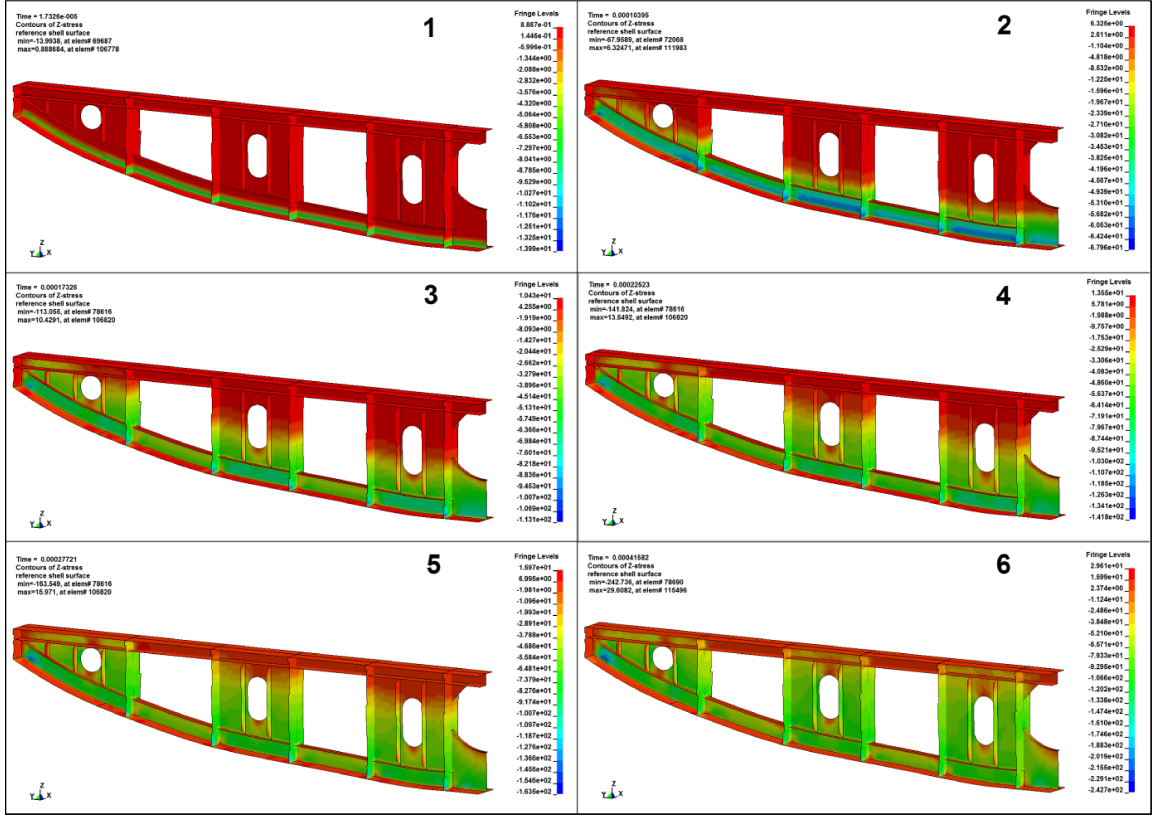 Time = 1.7326e-005
Contours of Z-stress
reference shell surface
min=-13.9938, at elem# 69687
max=0.888684, at elem# 106778
1
Fringe Levels
8.887e-01
1.446e-01
-5.996e-01
-1.344e+00
-2.088e+00
-2.832e+00
-3.576e+00
-4.320e+00
-5.064e+00
-5.808e+00
-6.553e+00
-7.297e+00
-8.041e+00
-8.785e+00
-9.529e+00
-1.027e+01
-1.102e+01
-1.176e+01
-1.251e+01
-1.325e+01
-1.399e+01
Z
Y X
Time = 0.00010395
Contours of Z-stress
reference shell surface
min=-67.9589, at elem# 72068
max=6.32471, at elem# 111983
2
Fringe Levels
6.325e+00
2.611e+00
-1.104e+00
-4.818e+00
-8.532e+00
-1.225e+01
-1.596e+01
-1.967e+01
-2.339e+01
-2.710e+01
-3.082e+01
-3.453e+01
-3.825e+01
-4.196e+01
-4.567e+01
-4.939e+01
-5.310e+01
-5.682e+01
-6.053e+01
-6.424e+01
-6.796e+01
Z
Y X
Time = 0.00017326
Contours of Z-stress
reference shell surface
min=-113.055, at elem# 78616
max=10.4291, at elem# 106820
3
Fringe Levels
1.043e+01
4.255e+00
-1.919e+00
-8.093e+00
-1.427e+01
-2.044e+01
-2.662e+01
-3.279e+01
-3.896e+01
-4.514e+01
-5.131e+01
-5.749e+01
-6.366e+01
-6.984e+01
-7.601e+01
-8.218e+01
-8.836e+01
-9.453e+01
-1.007e+02
-1.069e+02
-1.131e+02
Z
Y X
Time = 0.00022523
Contours of Z-stress
reference shell surface
min=-141.824, at elem# 78616
max=13.5492, at elem# 106820
4
Fringe Levels
1.355e+01
5.781e+00
-1.988e+00
-9.757e+00
-1.753e+01
-2.529e+01
-3.306e+01
-4.083e+01
-4.860e+01
-5.637e+01
-6.414e+01
-7.191e+01
-7.967e+01
-8.744e+01
-9.521e+01
-1.030e+02
-1.107e+02
-1.185e+02
-1.263e+02
-1.341e+02
-1.418e+02
Z
Y X
Time = 0.00027721
Contours of Z-stress
reference shell surface
min=-163.549, at elem# 78616
max=15.971, at elem# 106820
5
Fringe Levels
1.597e+01
6.995e+00
-1.981e+00
-1.096e+01
-1.993e+01
-2.891e+01
-3.788e+01
-4.686e+01
-5.584e+01
-6.481e+01
-7.379e+01
-8.276e+01
-9.174e+01
-1.007e+02
-1.097e+02
-1.187e+02
-1.276e+02
-1.366e+02
-1.456e+02
-1.546e+02
-1.635e+02
Z
Y X
Time = 0.00041582
Contours of Z-stress
reference shell surface
min=-242.736, at elem# 78690
max=29.6082, at elem# 115496
6
Fringe Levels
2.961e+01
1.599e+01
2.374e+00
-1.124e+01
-2.486e+01
-3.848e+01
-5.210e+01
-6.571e+01
-7.933e+01
-9.295e+01
-1.066e+02
-1.202e+02
-1.338e+02
-1.474e+02
-1.610e+02
-1.746e+02
-1.883e+02
-2.019e+02
-2.155e+02
-2.291e+02
-2.427e+02
Z
Y X